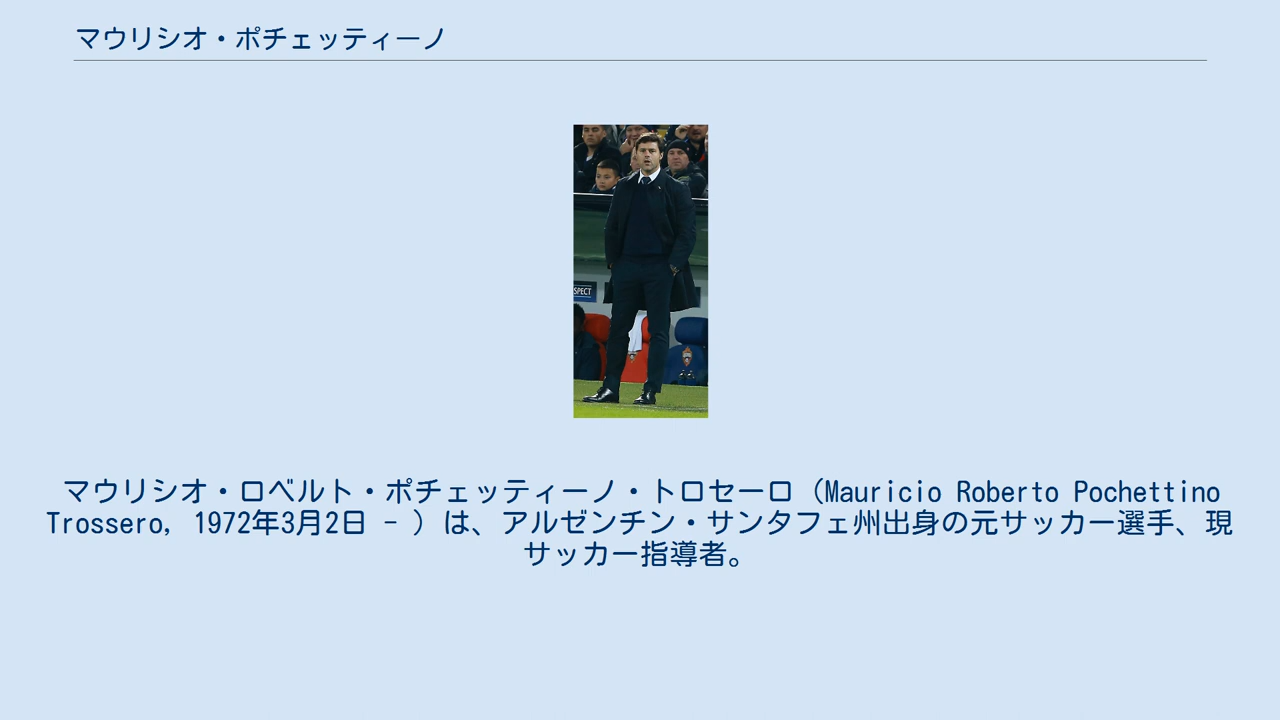 マウリシオ・ポチェッティーノ
SPECT
マウリシオ・ロベルト・ポチェッティーノ・トロセーロ（Mauricio Roberto Pochettino
Trossero, 1972年3月2日 - ）は、アルゼンチン・サンタフェ州出身の元サッカー選手、現
サッカー指導者。